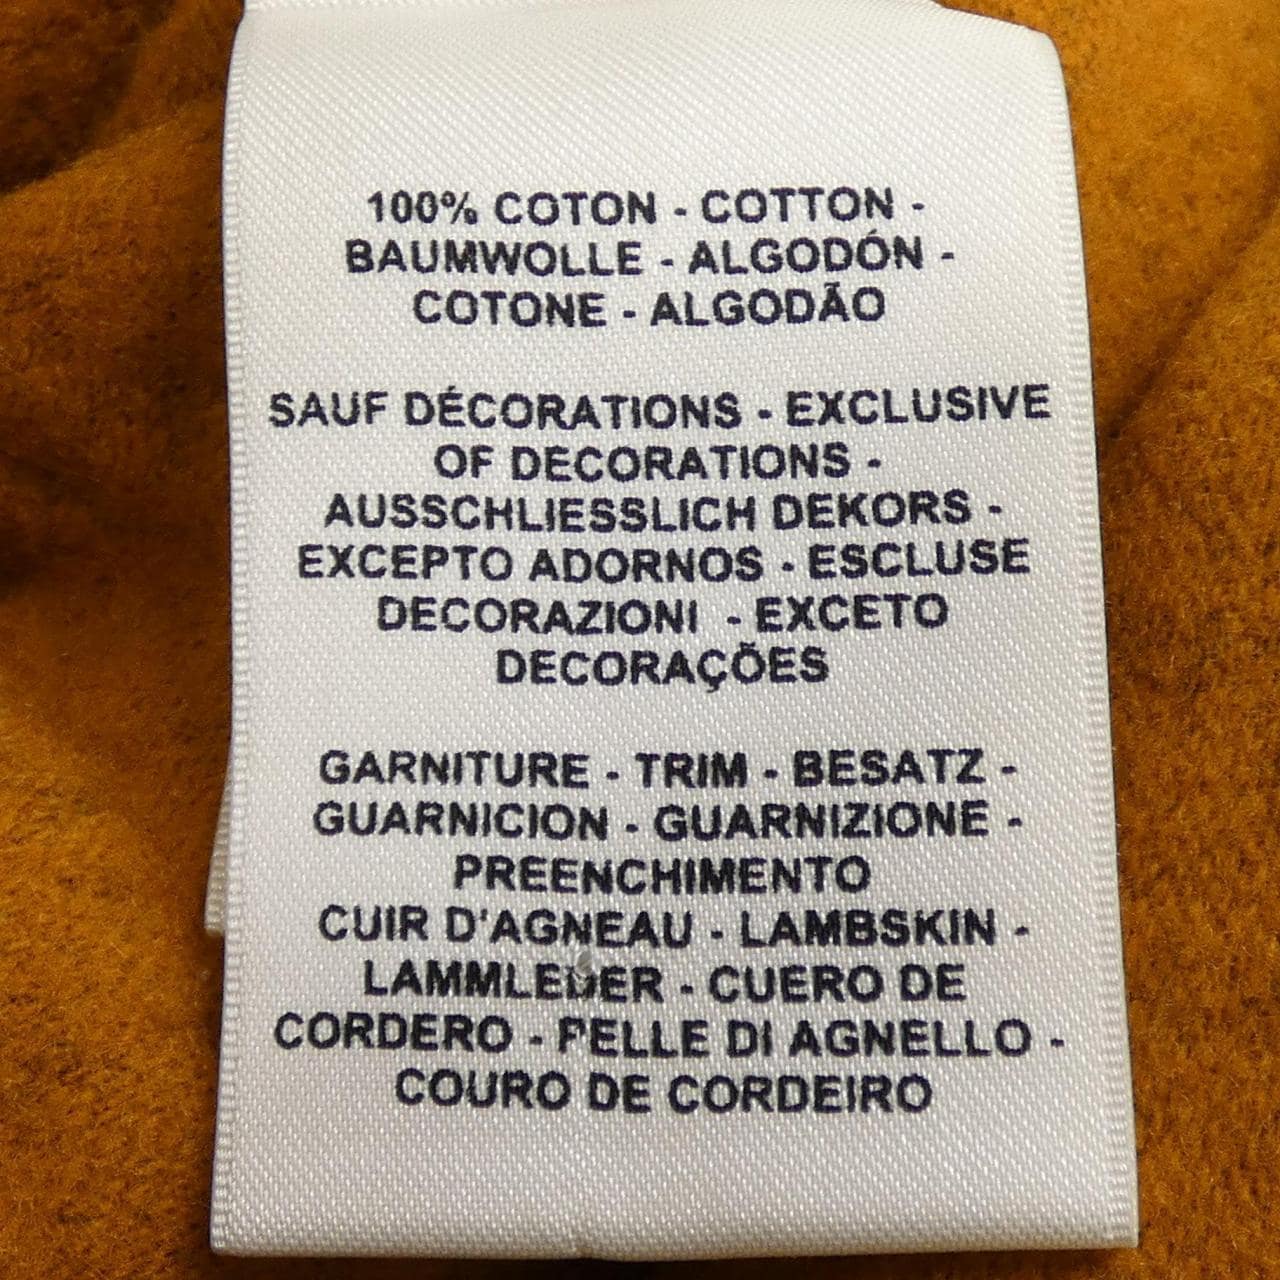 100% COTON - COTTON -
BAUMWOLLE - ALGODÓN -
COTONE - ALGODÃO
SAUF DÉCORATIONS - EXCLUSIVE
OF DECORATIONS -
AUSSCHLIESSLICH DEKORS -
EXCEPTO ADORNOS - ESCLUSE
DECORAZIONI - EXCETO
DECORAÇÕES
GARNITURE - TRIM - BESATZ -
GUARNICION - GUARNIZIONE -
PREENCHIMENTO
CUIR D'AGNEAU - LAMBSKIN -
LAMMLEDER - CUERO DE
CORDERO - PELLE DI AGNELLO -
COURO DE CORDEIRO